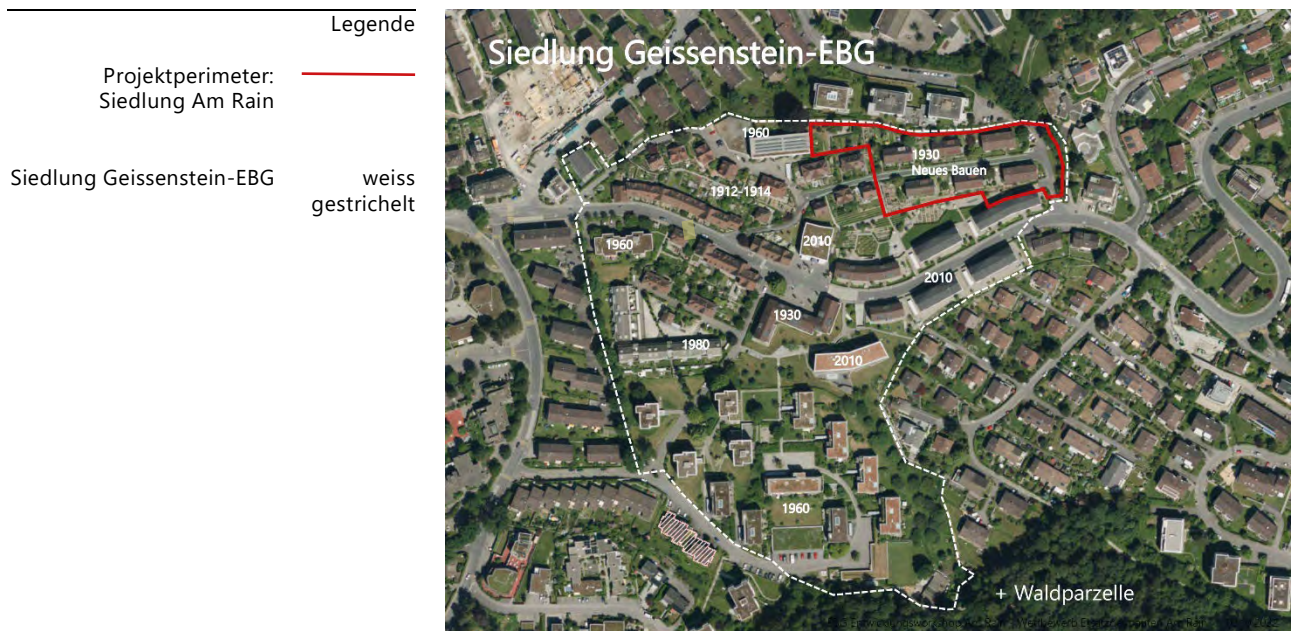 Legende
Projektperimeter:
Siedlung Am Rain
Siedlung Geissenstein-EBG
weiss
gestrichelt
Siedlung Geissenstein-EBG
1960
1930
Neues Bauen
1912-1914
1960
2010
2010
1930
1980
2010
1960
+ Waldparzelle